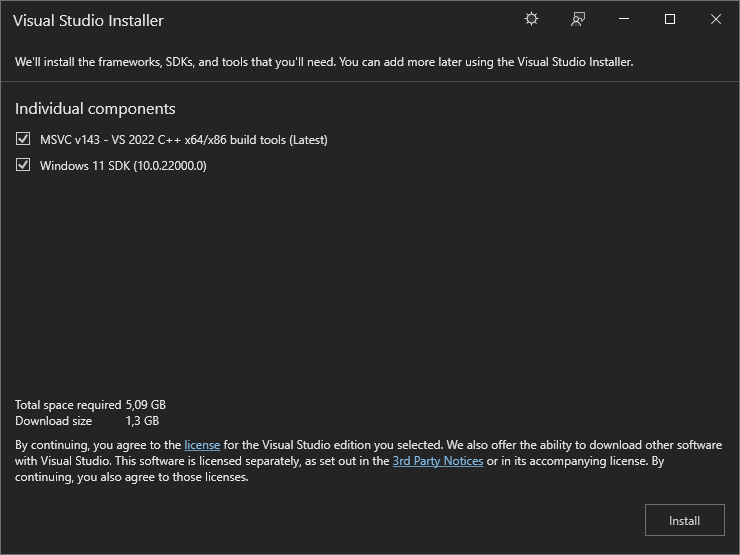 Visual Studio Installer
We'll install the frameworks, SDKs, and tools that you'll need. You can add more later using the Visual Studio Installer.
Individual components
MSVC v143 - VS 2022 C++ x64/x86 build tools (Latest)
Windows 11 SDK (10.0.22000.0)
Total space required 5,09 GB
Download size 1,3 GB
By continuing, you agree to the license for the Visual Studio edition you selected. We also offer the ability to download other software
with Visual Studio. This software is licensed separately, as set out in the 3rd Party Notices or in its accompanying license. By
continuing, you also agree to those licenses.
Install